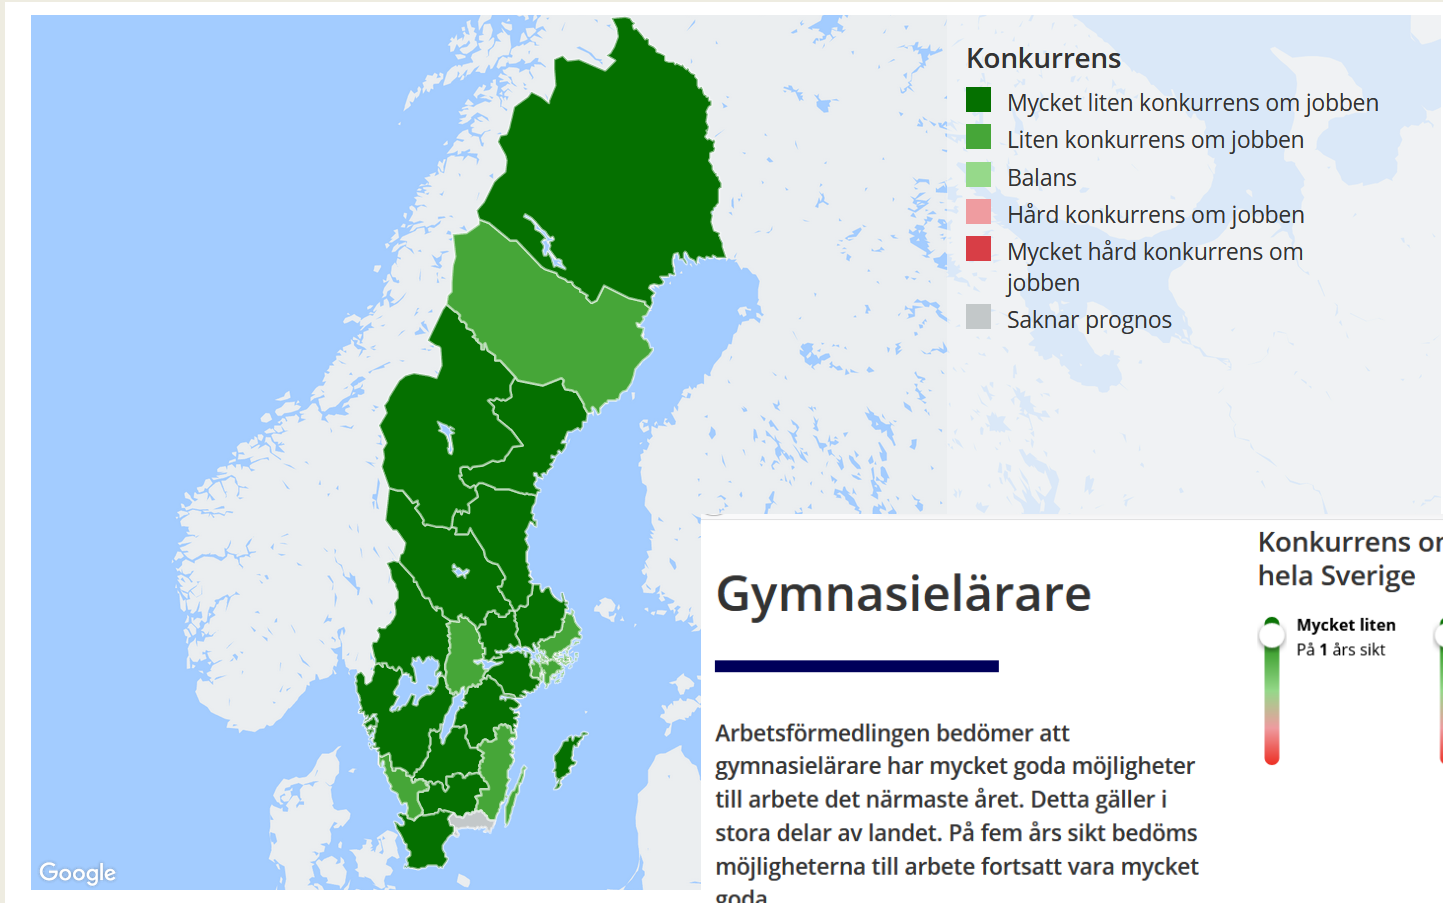 Konkurrens
Mycket liten konkurrens om jobben
Liten konkurrens om jobben
Balans
Hård konkurrens om jobben
Mycket hård konkurrens om
jobben
Saknar prognos
Google
Gymnasielärare
Arbetsförmedlingen bedömer att
gymnasielärare har mycket goda möjligheter
till arbete det närmaste året. Detta gäller i
stora delar av landet. På fem års sikt bedöms
möjligheterna till arbete fortsatt vara mycket
goda
Konkurrens
hela Sverige
Mycket liten
På 1 års sikt